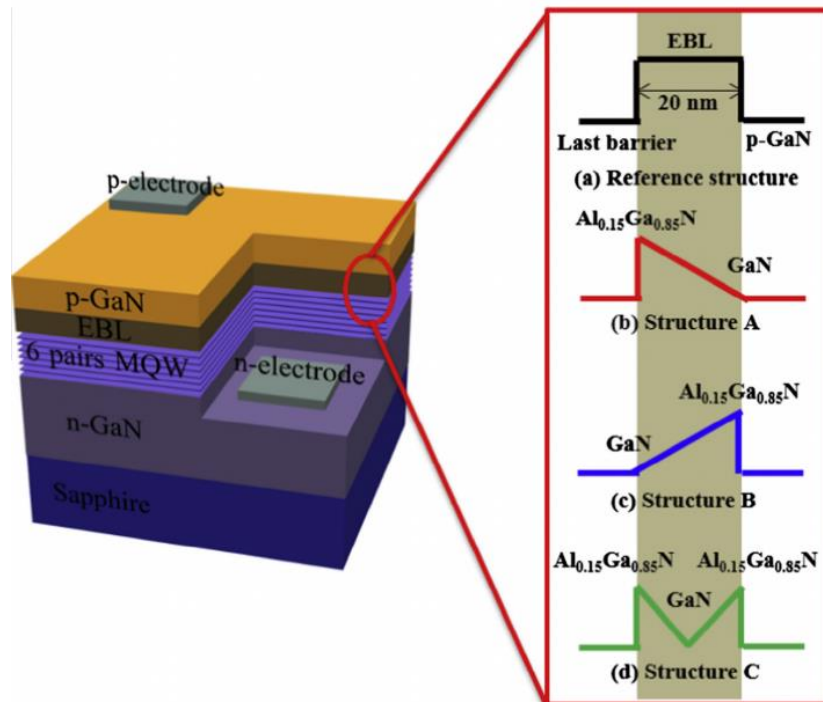 p-electrode
p-GaN
EBL
6 pairs MQW
n-electrode
n-GaN
Sapphire
EBL
20 nm
Last barrier
p-GaN
(a) Reference structure
Al0.15Ga0.85N
GaN
(b) Structure A
Al0.15Ga0.85N
GaN
(c) Structure B
Al0.15Ga0.85N Al0.15Ga0.85N
GaN
(d) Structure C